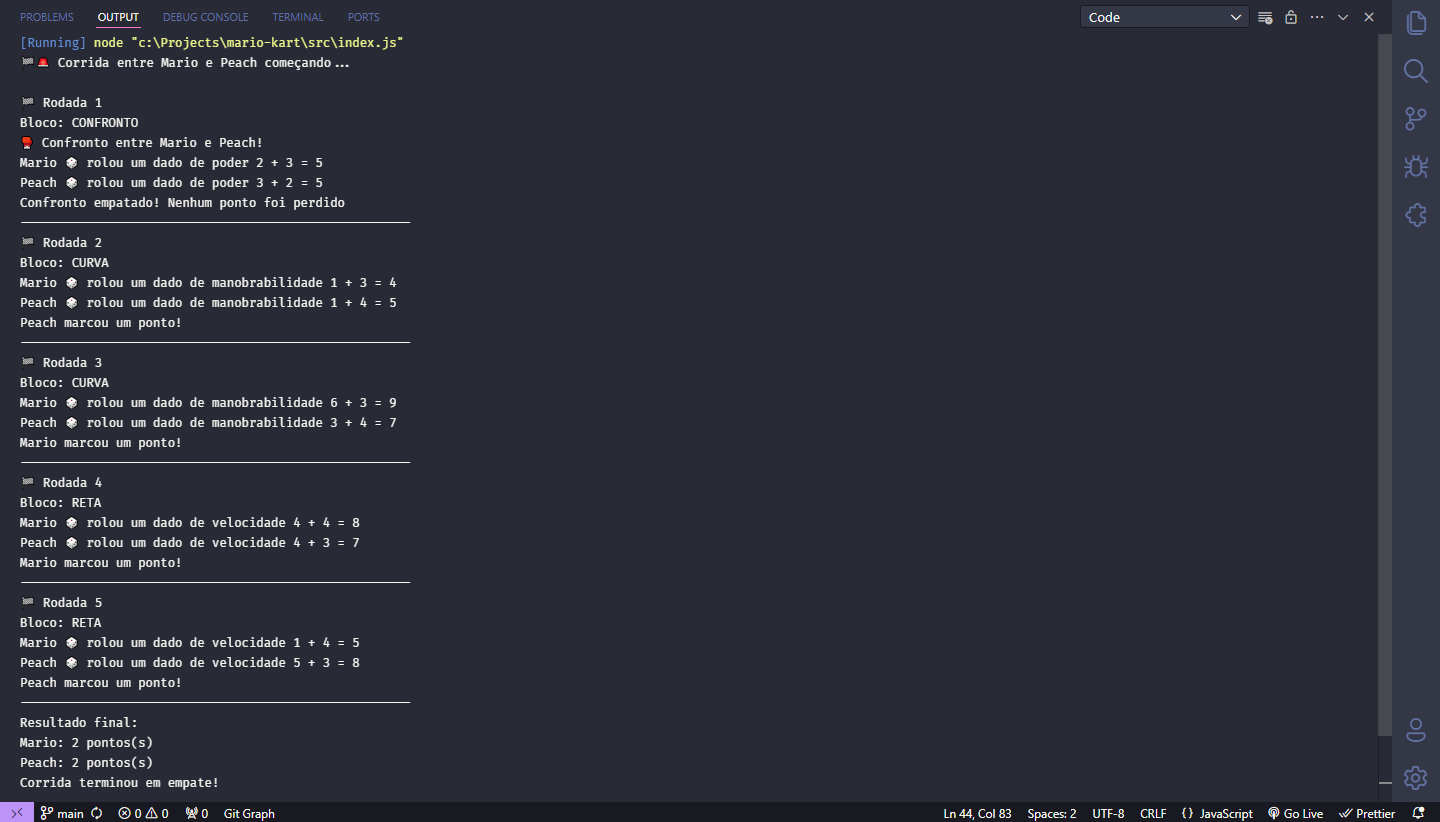 PROBLEMS OUTPUT DEBUG CONSOLE TERMINAL PORTS Code
[Running] node "c:\Projects\mario-kart\src\index.js"
🏁🚨 Corrida entre Mario e Peach começando...
🏁 Rodada 1
Bloco: CONFRONTO
🥊 Confronto entre Mario e Peach!
Mario 🎲 rolou um dado de poder 2 + 3 = 5
Peach 🎲 rolou um dado de poder 3 + 2 = 5
Confronto empatado! Nenhum ponto foi perdido
🏁 Rodada 2
Bloco: CURVA
Mario 🎲 rolou um dado de manobrabilidade 1 + 3 = 4
Peach 🎲 rolou um dado de manobrabilidade 1 + 4 = 5
Peach marcou um ponto!
🏁 Rodada 3
Bloco: CURVA
Mario 🎲 rolou um dado de manobrabilidade 6 + 3 = 9
Peach 🎲 rolou um dado de manobrabilidade 3 + 4 = 7
Mario marcou um ponto!
🏁 Rodada 4
Bloco: RETA
Mario 🎲 rolou um dado de velocidade 4 + 4 = 8
Peach 🎲 rolou um dado de velocidade 4 + 3 = 7
Mario marcou um ponto!
🏁 Rodada 5
Bloco: RETA
Mario 🎲 rolou um dado de velocidade 1 + 4 = 5
Peach 🎲 rolou um dado de velocidade 5 + 3 = 8
Peach marcou um ponto!
Resultado final:
Mario: 2 pontos(s)
Peach: 2 pontos(s)
Corrida terminou em empate!
main 0 0 0 Git Graph Ln 44, Col 83 Spaces: 2 UTF-8 CRLF {} JavaScript Go Live Prettier